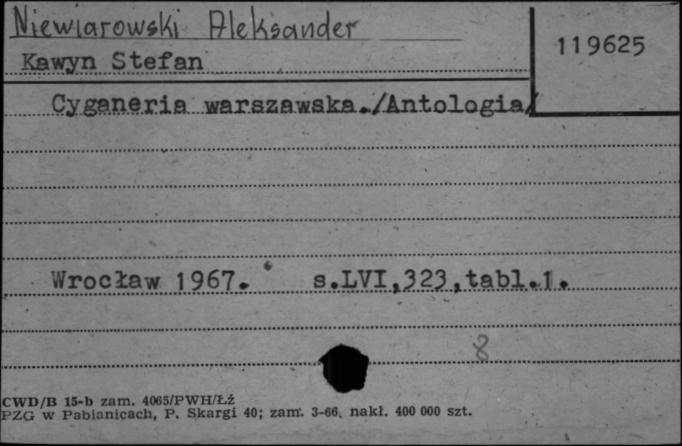 Niewiarowski Aleksander
119625
Kawyn Stefan
Cyganeria warszawska./Antologia/
Wrocław 1967. s.LVI,323,tabl.1.
8
CWD/B 15-b zam. 4065/PWH/Łź
PZG w Pabianicach, P. Skargi 40; zam. 3-66, nakł. 400 000 szt.